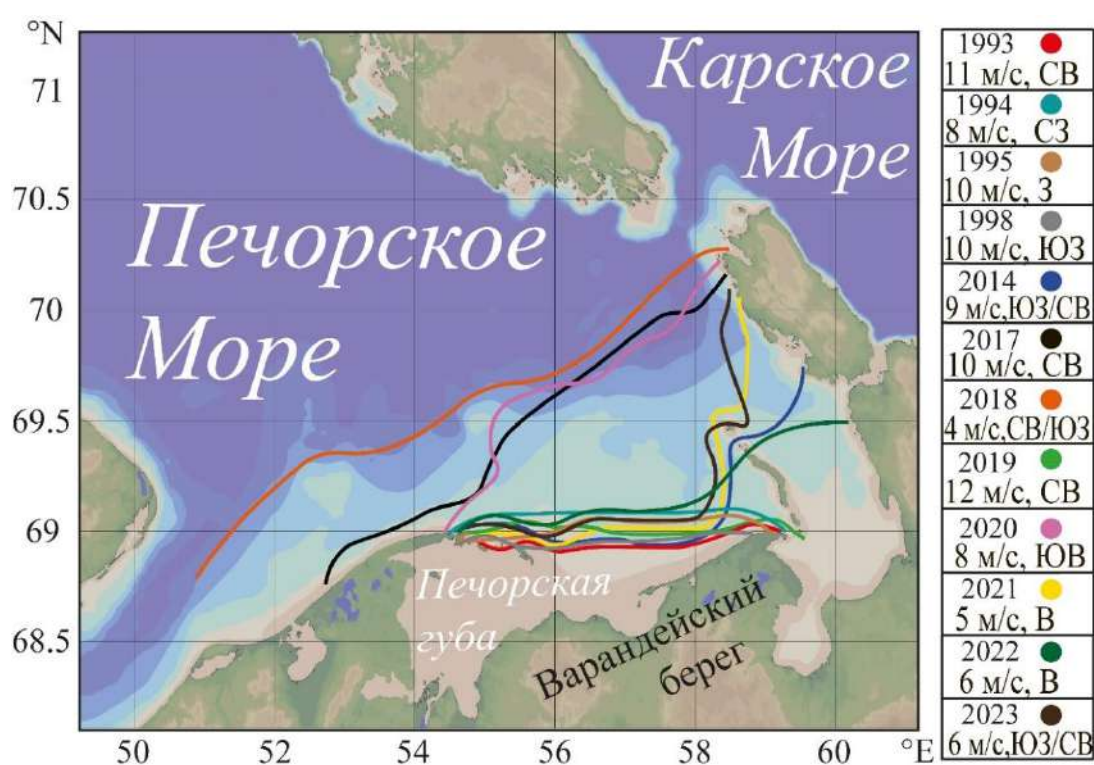 °N
71
70.5
70
69.5
69
68.5
50
52
54
56
58
60
°E
Карское
Море
Печорское
Море
Печорская
губа
Варандейский
берег
1993
11 м/с, СВ
1994
8 м/с, СЗ
1995
10 м/с, З
1998
10 м/с, ЮЗ
2014
9 м/с,ЮЗ/СВ
2017
10 м/с, СВ
2018
4 м/с,СВ/ЮЗ
2019
12 м/с, СВ
2020
8 м/с, ЮВ
2021
5 м/с, В
2022
6 м/с, В
2023
6 м/с,ЮЗ/СВ